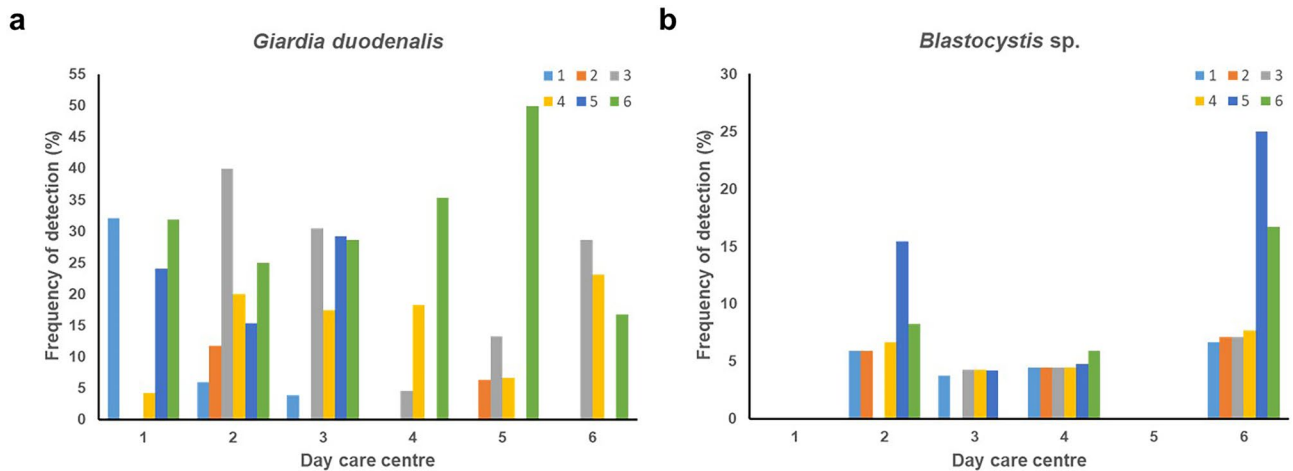 a
Giardia duodenalis
1 2 3
4 5 6
55
50
45
40
35
30
25
20
15
10
5
0
Frequency of detection (%)
1 2 3 4 5 6
Day care centre
b
Blastocystis sp.
1 2 3
4 5 6
30
25
20
15
10
5
0
Frequency of detection (%)
1 2 3 4 5 6
Day care centre